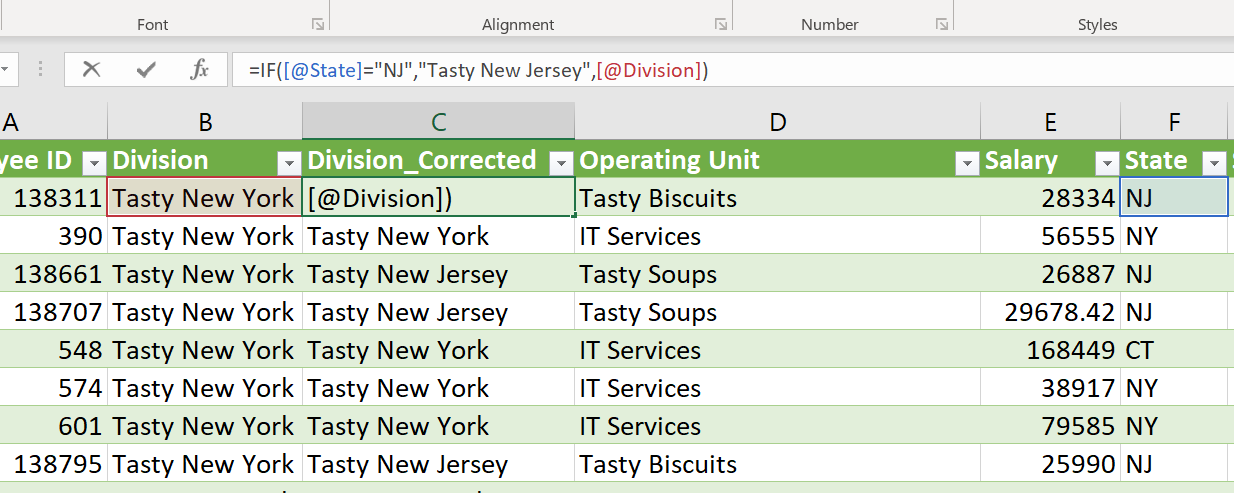 Font Alignment Number Styles
fx =IF([@State]="NJ","Tasty New Jersey",[@Division])
A B C D E F
yee ID Division Division_Corrected Operating Unit Salary State
138311 Tasty New York [@Division]) Tasty Biscuits 28334 NJ
390 Tasty New York Tasty New York IT Services 56555 NY
138661 Tasty New York Tasty New Jersey Tasty Soups 26887 NJ
138707 Tasty New York Tasty New Jersey Tasty Soups 29678.42 NJ
548 Tasty New York Tasty New York IT Services 168449 CT
574 Tasty New York Tasty New York IT Services 38917 NY
601 Tasty New York Tasty New York IT Services 79585 NY
138795 Tasty New York Tasty New Jersey Tasty Biscuits 25990 NJ